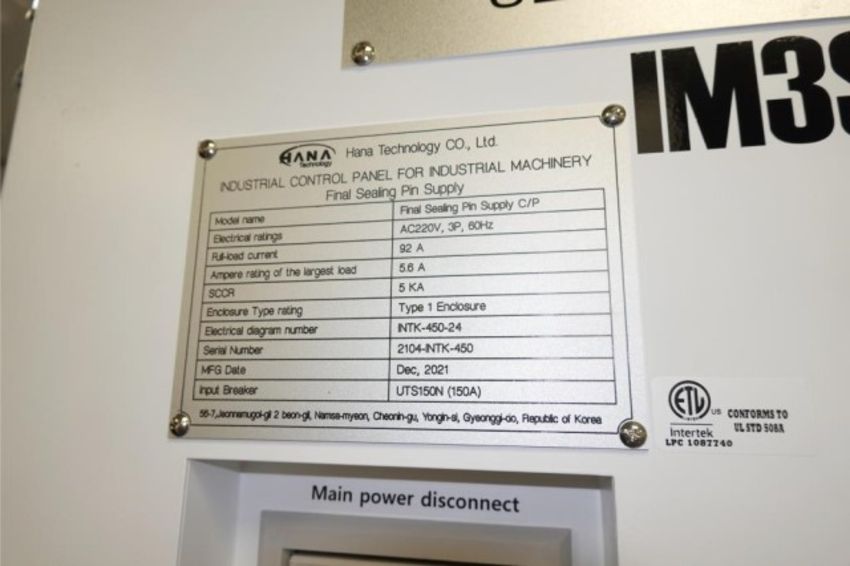 IM3S
HANA Technology Hana Technology CO., Ltd.
INDUSTRIAL CONTROL PANEL FOR INDUSTRIAL MACHINERY
Final Sealing Pin Supply
Model name Final Sealing Pin Supply C/P
Electrical ratings AC220V, 3P, 60Hz
Full-load current 92 A
Ampere rating of the largest load 5.6 A
SCCR 5 KA
Enclosure Type rating Type 1 Enclosure
Electrical diagram number INTK-450-24
Serial Number 2104-INTK-450
MFG Date Dec, 2021
Input Breaker UTS150N (150A)
56-7,Jeonnamugol-gil 2 beon-gil, Namsa-myeon, Cheonin-gu, Yongin-si, Gyeonggi-do, Republic of Korea
ETL US CONFORMS TO
UL STD 508A
Intertek
LPC 1087740
Main power disconnect